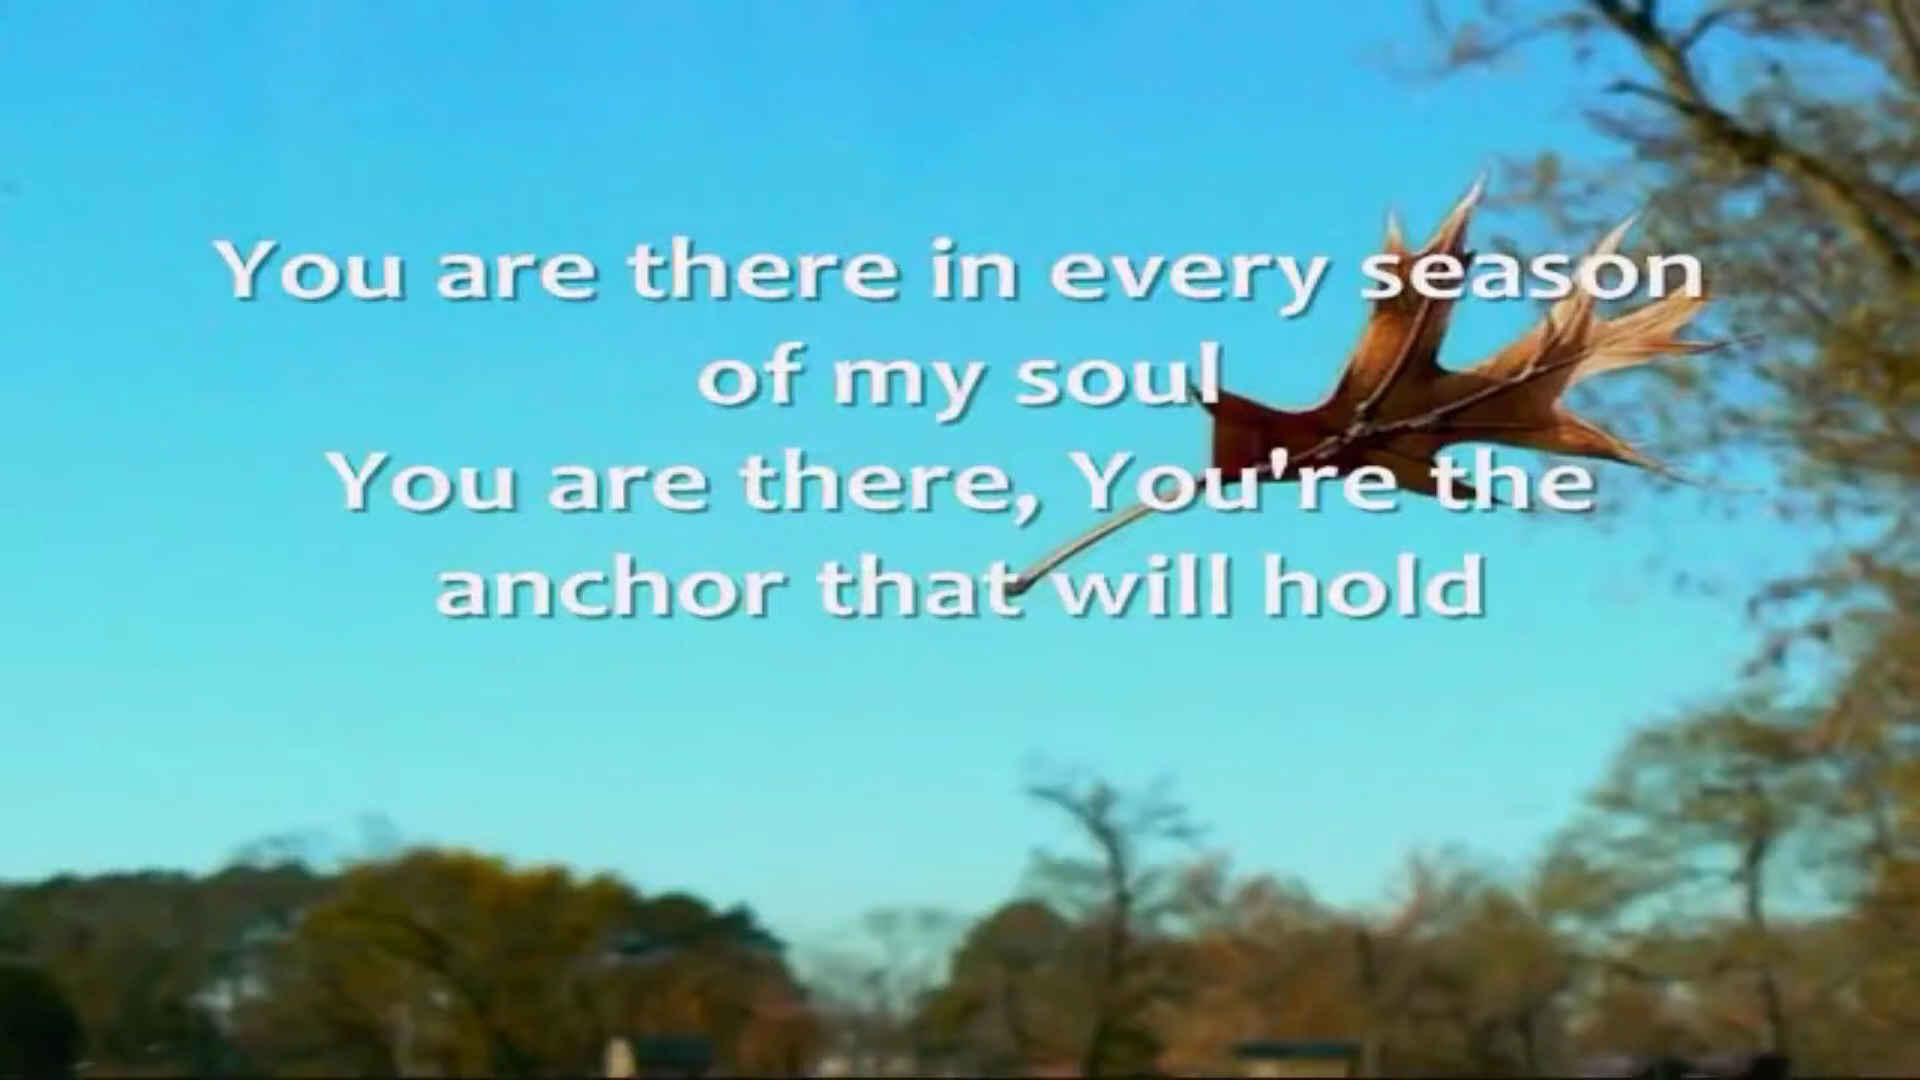 You are there in every season
of my soul
You are there, You're the
anchor that will hold